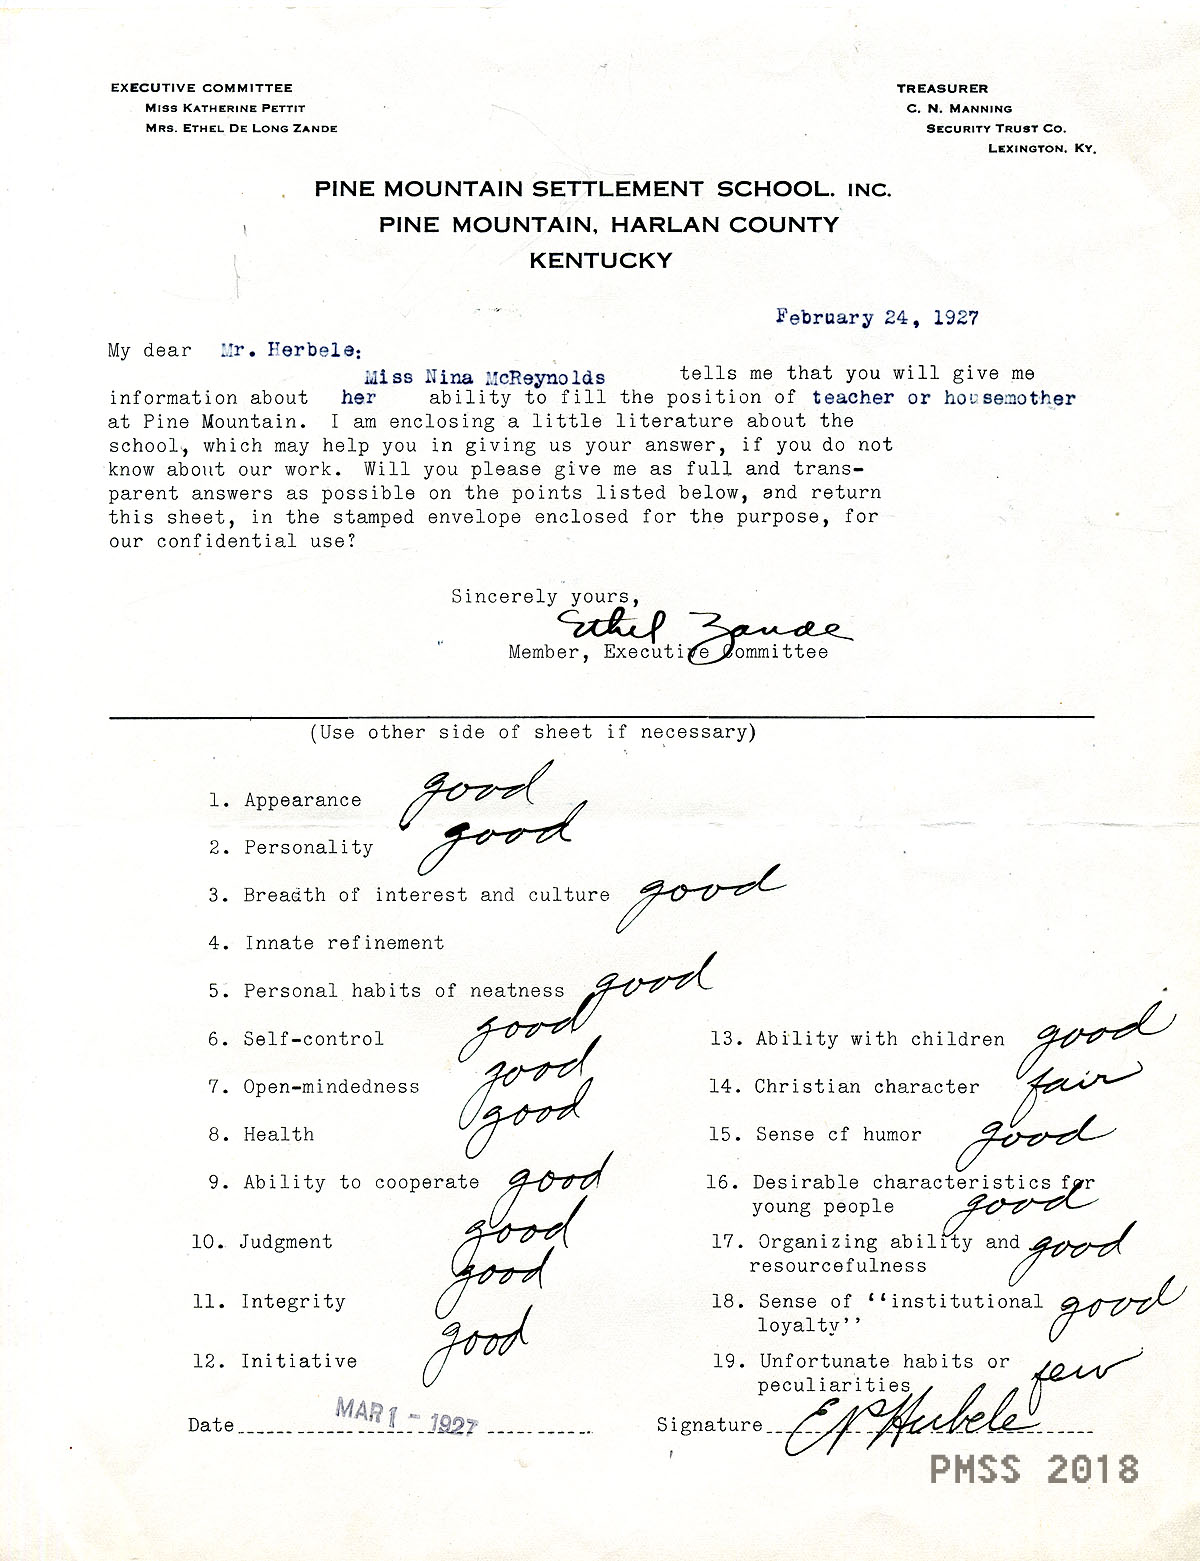 EXECUTIVE COMMITTEE
MISS KATHERINE PETTIT
MRS. ETHEL DE LONG ZANDE
TREASURER
C. N. MANNING
SECURITY TRUST CO.
LEXINGTON, KY.
PINE MOUNTAIN SETTLEMENT SCHOOL. INC.
PINE MOUNTAIN, HARLAN COUNTY
KENTUCKY
February 24, 1927
My dear Mr. Herbele:
Miss Nina McReynolds tells me that you will give me
information about her ability to fill the position of teacher or housemother
at Pine Mountain. I am enclosing a little literature about the
school, which may help you in giving us your answer, if you do not
know about our work. Will you please give me as full and trans-
parent answers as possible on the points listed below, and return
this sheet, in the stamped envelope enclosed for the purpose, for
our confidential use?
Sincerely yours,
Ethel Zande
Member, Executive Committee
(Use other side of sheet if necessary)
1. Appearance good
2. Personality good
3. Breadth of interest and culture good
4. Innate refinement
5. Personal habits of neatness good
6. Self-control good
7. Open-mindedness good
8. Health good
9. Ability to cooperate good
10. Judgment good
11. Integrity good
12. Initiative good
13. Ability with children good
14. Christian character fair
15. Sense cf humor good
16. Desirable characteristics for
young people good
17. Organizing ability and good
resourcefulness
18. Sense of "institutional good
loyalty''
19. Unfortunate habits or few
peculiarities
Date MAR 1 - 1927
Signature E P Herbele
PMSS 2018